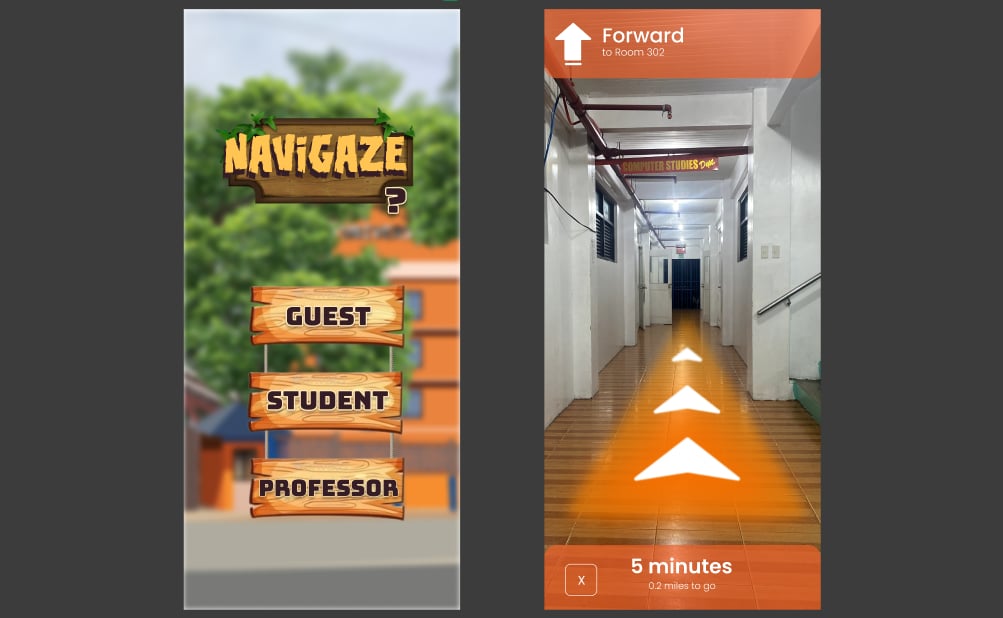 NAViGAZE
?
GUEST
STUDENT
PROFESSOR
Forward
to Room 302
COMPUTER STUDIES Dept.
X
5 minutes
0.2 miles to go